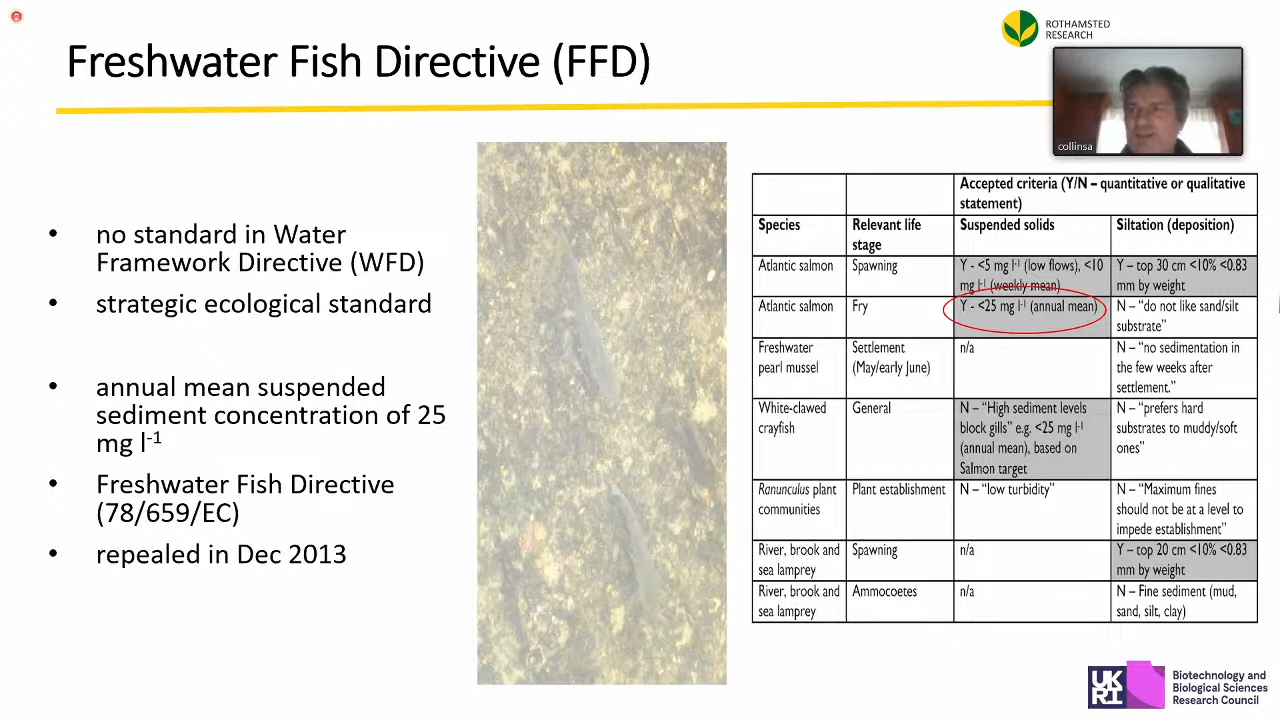 Freshwater Fish Directive (FFD)
ROTHAMSTED
RESEARCH
collinsa
• no standard in Water
Framework Directive (WFD)
• strategic ecological standard
• annual mean suspended
sediment concentration of 25
mg l-1
• Freshwater Fish Directive
(78/659/EC)
• repealed in Dec 2013
Accepted criteria (Y/N – quantitative or qualitative
statement)
Species
Relevant life
stage
Suspended solids
Siltation (deposition)
Atlantic salmon
Spawning
Y - <5 mg l-1 (low flows), <10
mg l-1 (weekly mean)
Y – top 30 cm <10% <0.83
mm by weight
Atlantic salmon
Fry
Y - <25 mg l-1 (annual mean)
N – “do not like sand/silt
substrate”
Freshwater
pearl mussel
Settlement
(May/early June)
n/a
N – “no sedimentation in
the few weeks after
settlement.”
White-clawed
crayfish
General
N – “High sediment levels
block gills” e.g. <25 mg l-1
(annual mean), based on
Salmon target
N – “prefers hard
substrates to muddy/soft
ones”
Ranunculus plant
communities
Plant establishment
N – “low turbidity”
N – “Maximum fines
should not be at a level to
impede establishment”
River, brook and
sea lamprey
Spawning
n/a
Y – top 20 cm <10% <0.83
mm by weight
River, brook and
sea lamprey
Ammocoetes
n/a
N – Fine sediment (mud,
sand, silt, clay)
UKRI
Biotechnology and
Biological Sciences
Research Council